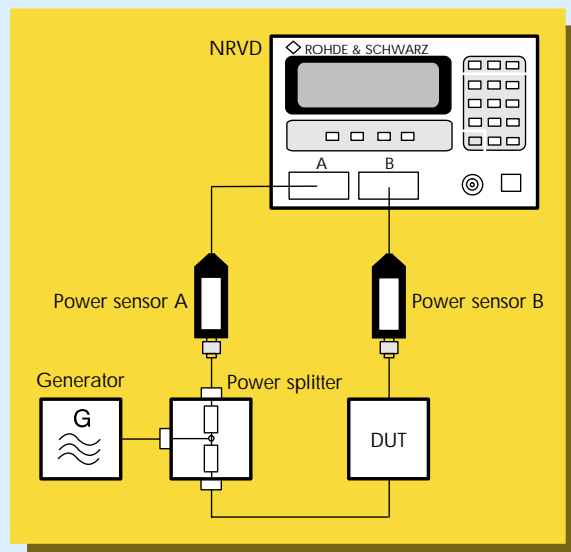 NRVD
ROHDE & SCHWARZ
A B
Power sensor A
Power sensor B
Generator
Power splitter
G
DUT